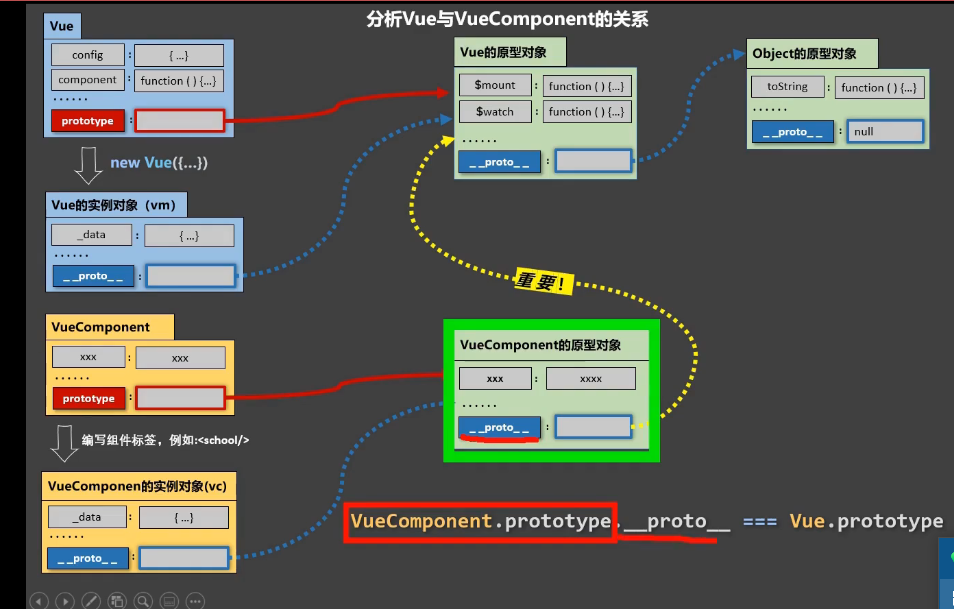 分析Vue与VueComponent的关系
Vue
config : { ...}
component : function ( ) {...}
······
prototype :
new Vue({...})
Vue的实例对象（vm）
_data : { ...}
······
_ _proto_ _ :
VueComponent
xxx : xxx
······
prototype :
编写组件标签，例如:<school/>
VueComponen的实例对象(vc)
_data : { ...}
······
_ _proto_ _ :
Vue的原型对象
$mount : function ( ) {...}
$watch : function ( ) {...}
······
_ _proto_ _ :
Object的原型对象
toString : function ( ) {...}
······
_ _proto_ _ : null
重要！
VueComponent的原型对象
xxx : xxxx
······
_ _proto_ _ :
VueComponent.prototype.__proto__ === Vue.prototype